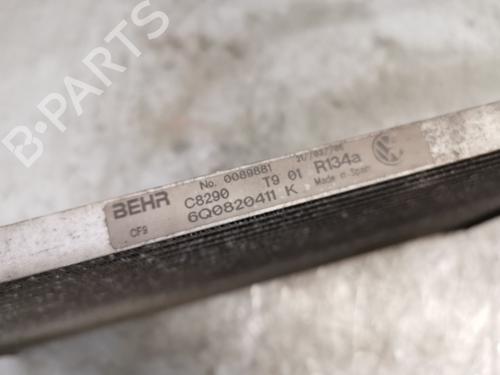 B-PARTS
No. 0089881
BEHR C8290 T9 01 R134a
CF9 6Q0820411 K Made in Spain